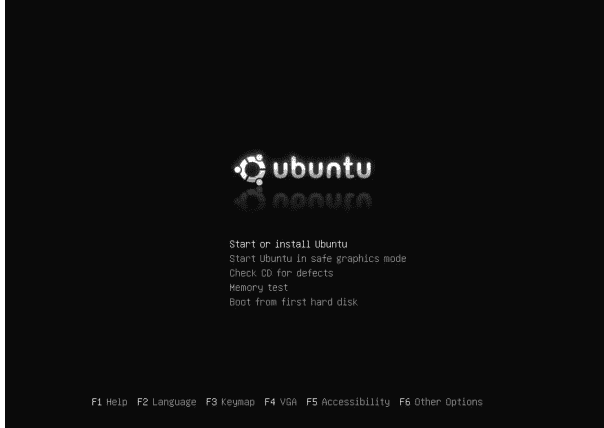 ubuntu
Start or install Ubuntu
Start Ubuntu in safe graphics mode
Check CD for defects
Memory test
Boot from first hard disk
F1 Help F2 Language F3 Keymap F4 VGA F5 Accessibility F6 Other Options